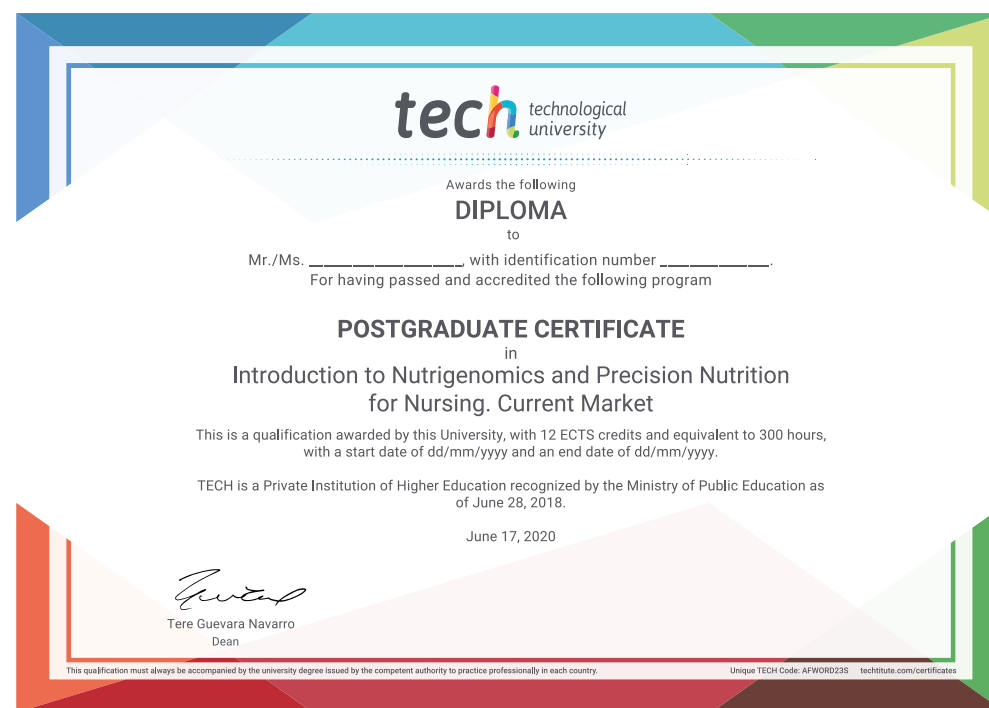 tech technological
university
Awards the following
DIPLOMA
to
Mr./Ms. ____________________, with identification number ______________.
For having passed and accredited the following program
POSTGRADUATE CERTIFICATE
in
Introduction to Nutrigenomics and Precision Nutrition
for Nursing. Current Market
This is a qualification awarded by this University, with 12 ECTS credits and equivalent to 300 hours,
with a start date of dd/mm/yyyy and an end date of dd/mm/yyyy.
TECH is a Private Institution of Higher Education recognized by the Ministry of Public Education as
of June 28, 2018.
June 17, 2020
Tere Guevara Navarro
Dean
This qualification must always be accompanied by the university degree issued by the competent authority to practice professionally in each country.
Unique TECH Code: AFWORD23S techtitute.com/certificates